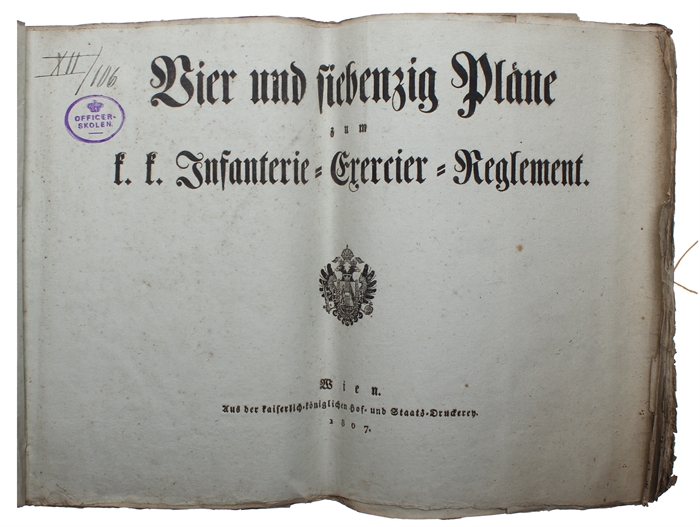 XII/106.
OFFICER-
SKOLEN.
Vier und siebenzig Pläne
zum
k. k. Infanterie-Exercier-Reglement.
Wien.
Aus der kaiserlich-königlichen Hof- und Staats-Druckerey.
1807.